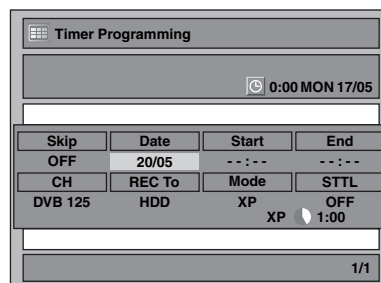 Timer Programming
0:00 MON 17/05
Skip Date Start End
OFF 20/05 --:-- --:--
CH REC To Mode STTL
DVB 125 HDD XP OFF
XP 1:00
1/1